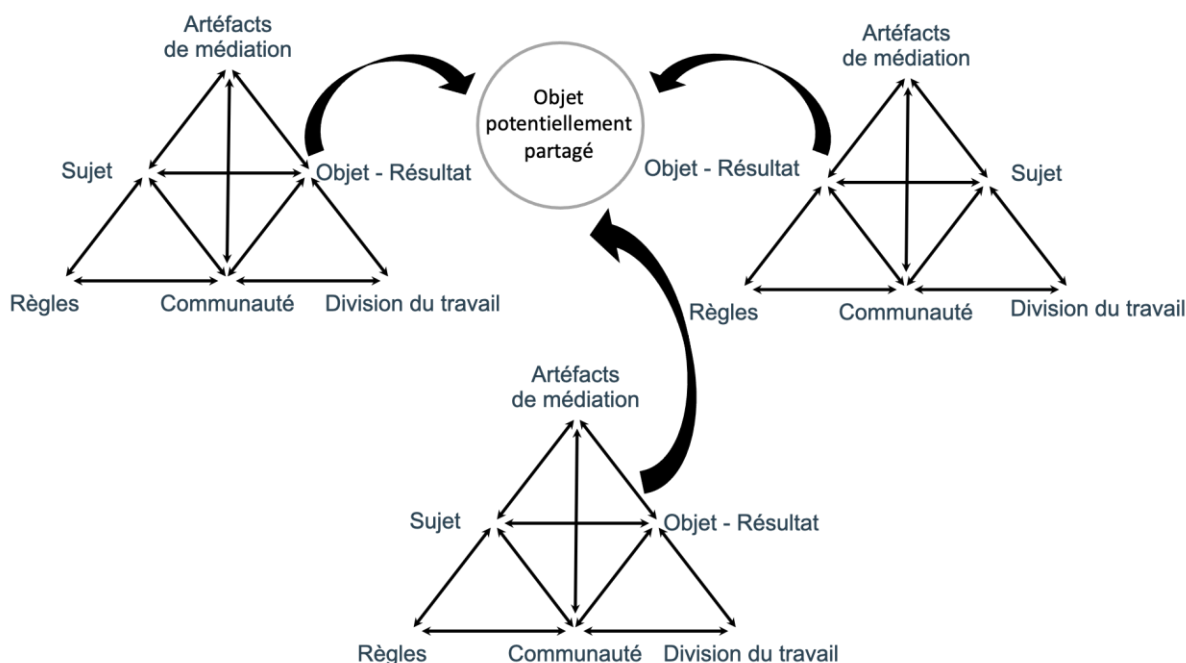 Artéfacts
de médiation
Sujet
Objet - Résultat
Règles
Communauté
Division du travail
Objet
potentiellement
partagé
Artéfacts
de médiation
Objet - Résultat
Sujet
Règles
Communauté
Division du travail
Artéfacts
de médiation
Sujet
Objet - Résultat
Règles
Communauté
Division du travail